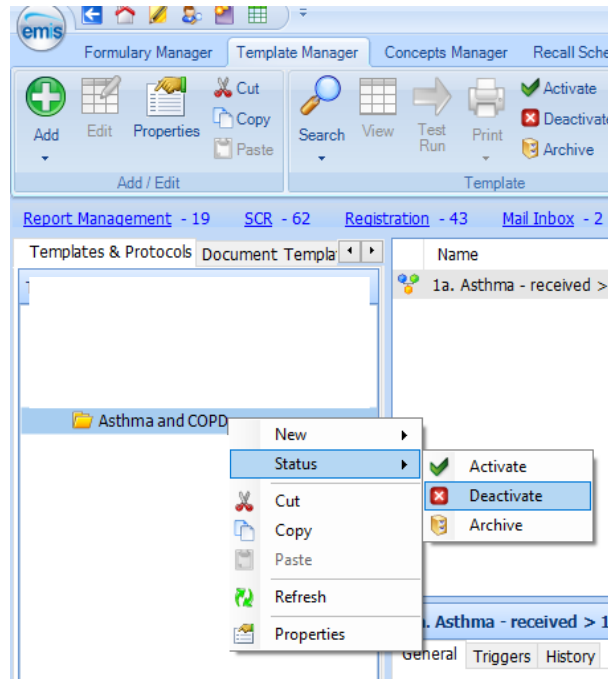 emis
Formulary Manager Template Manager Concepts Manager Recall Sche
Add Edit Properties Cut Copy Paste Search View Test Run Print Activate Deactivate Archive
Add / Edit Template
Report Management - 19 SCR - 62 Registration - 43 Mail Inbox - 2
Templates & Protocols Document Templa Name
1a. Asthma - received >
Asthma and COPD
New
Status Activate
Deactivate
Cut
Archive
Copy
Paste
Refresh
Properties
. Asthma - received > 1
General Triggers History